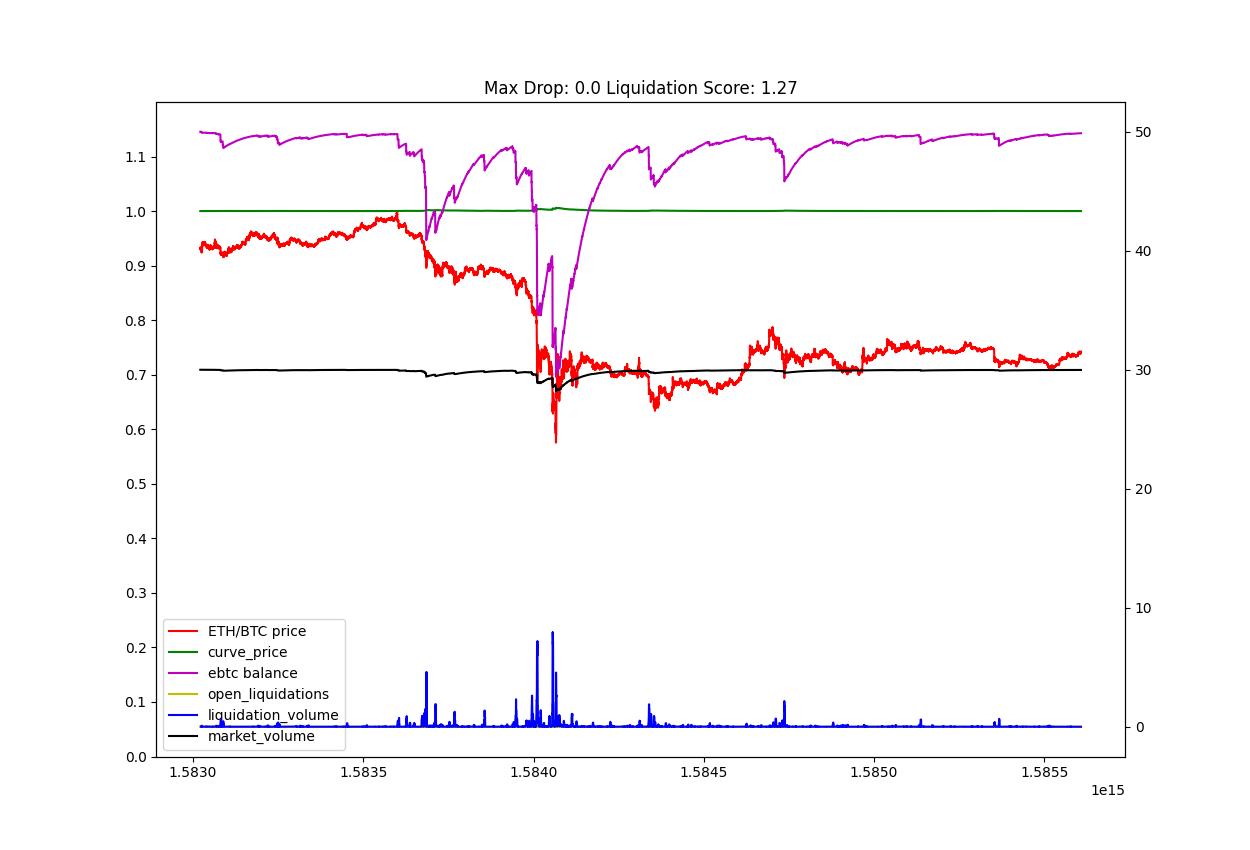 Max Drop: 0.0 Liquidation Score: 1.27
1.1
1.0
0.9
0.8
0.7
0.6
0.5
0.4
0.3
0.2
0.1
0.0
50
40
30
20
10
0
ETH/BTC price
curve_price
ebtc balance
open_liquidations
liquidation_volume
market_volume
1.5830 1.5835 1.5840 1.5845 1.5850 1.5855
1e15